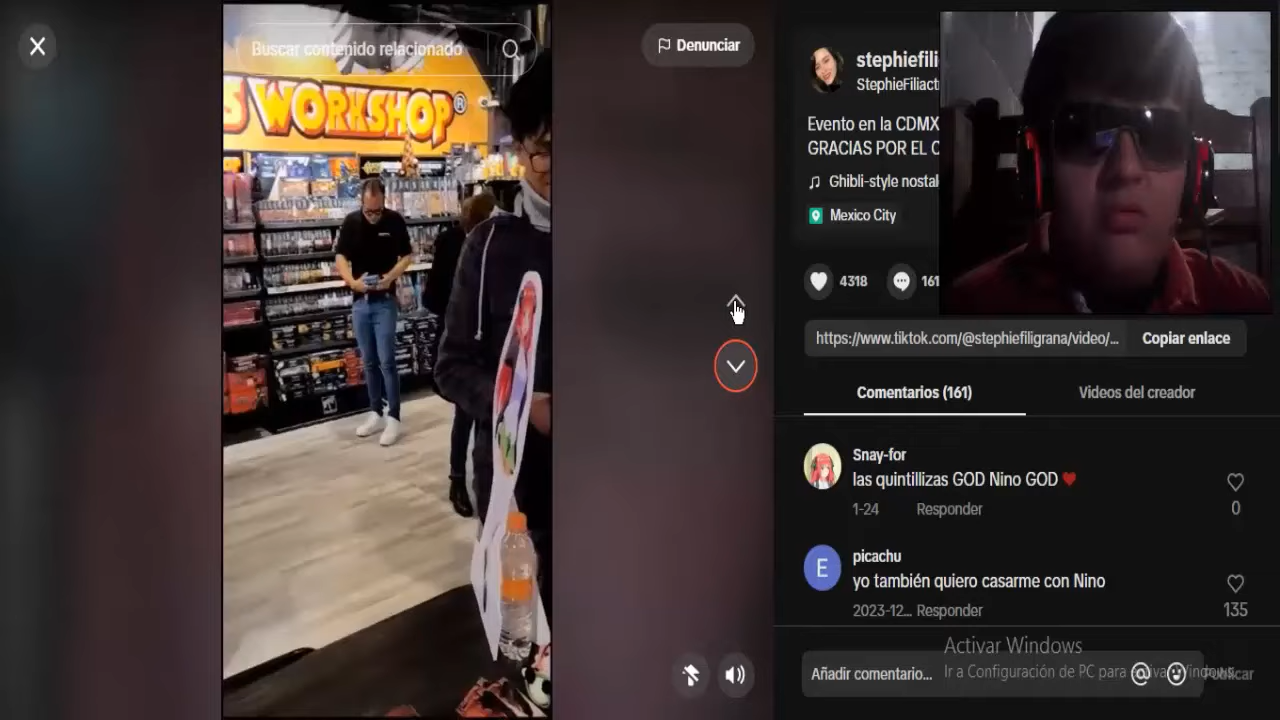 Buscar contenido relacionado
S WORKSHOP®
Denunciar
stephiefili
StephieFiliact
Evento en la CDMX
GRACIAS POR EL C
Ghibli-style nostal
Mexico City
4318
161
https://www.tiktok.com/@stephiefiligrana/video/...
Copiar enlace
Comentarios (161)
Videos del creador
Snay-for
las quintillizas GOD Nino GOD ♥
1-24 Responder
0
E
picachu
yo también quiero casarme con Nino
2023-12... Responder
135
Activar Windows
Ir a Configuración de PC para activar Windows.
Añadir comentario...
Publicar